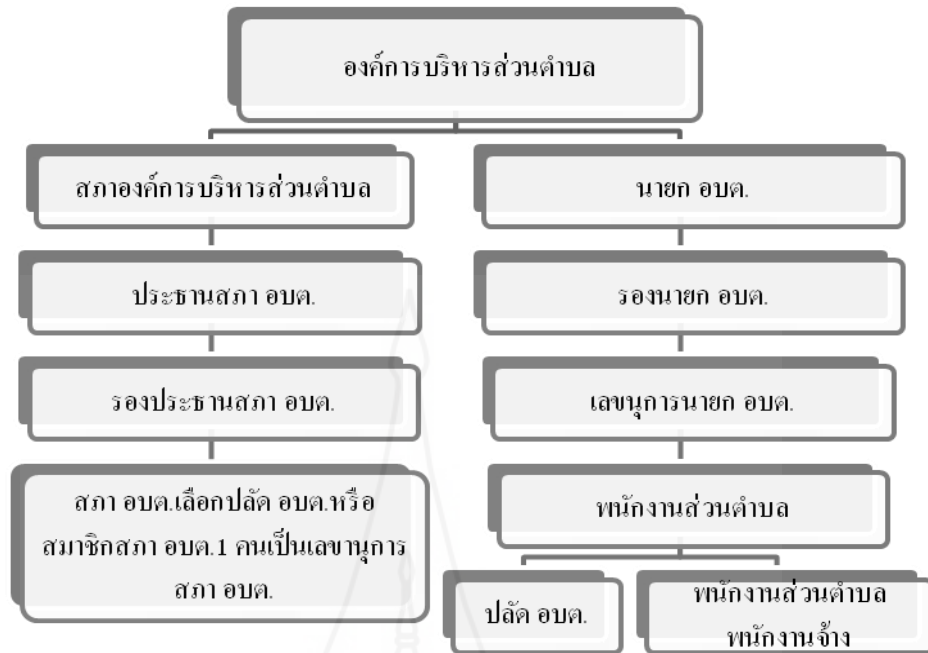 องค์การบริหารส่วนตำบล
สภาองค์การบริหารส่วนตำบล
นายก อบต.
ประธานสภา อบต.
รองนายก อบต.
รองประธานสภา อบต.
เลขนุการนายก อบต.
สภา อบต.เลือกปลัด อบต.หรือ
สมาชิกสภา อบต.1 คนเป็นเลขานุการ
สภา อบต.
พนักงานส่วนตำบล
ปลัด อบต.
พนักงานส่วนตำบล
พนักงานจ้าง